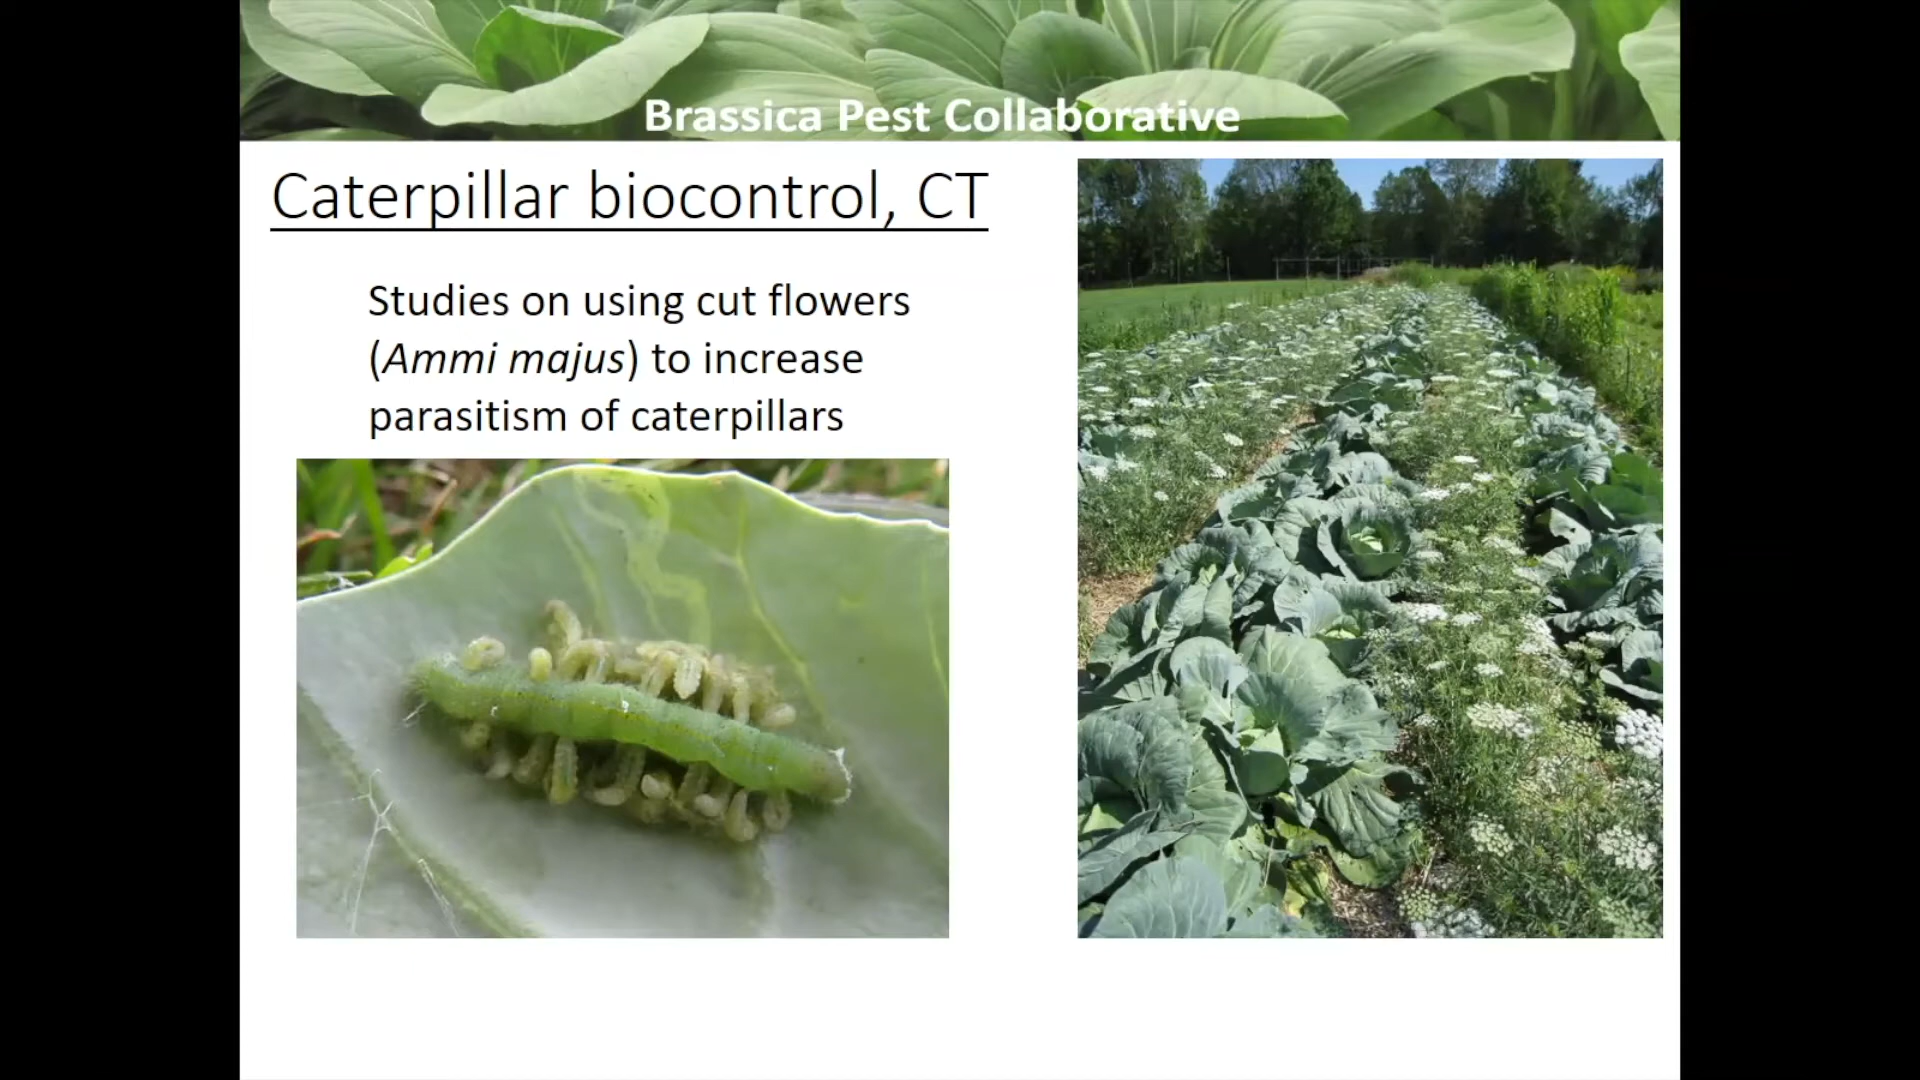 Brassica Pest Collaborative
Caterpillar biocontrol, CT
Studies on using cut flowers
(Ammi majus) to increase
parasitism of caterpillars